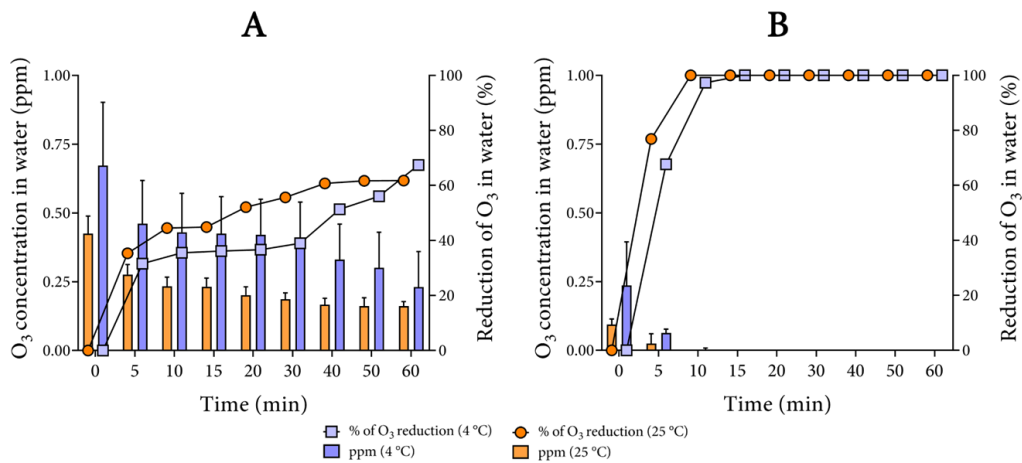 A
B
O3 concentration in water (ppm)
1.00
0.75
0.50
0.25
0.00
100
80
60
40
20
0
Reduction of O3 in water (%)
0 5 10 15 20 30 40 50 60
Time (min)
O3 concentration in water (ppm)
1.00
0.75
0.50
0.25
0.00
100
80
60
40
20
0
Reduction of O3 in water (%)
0 5 10 15 20 30 40 50 60
Time (min)
% of O3 reduction (4 °C)
% of O3 reduction (25 °C)
ppm (4 °C)
ppm (25 °C)